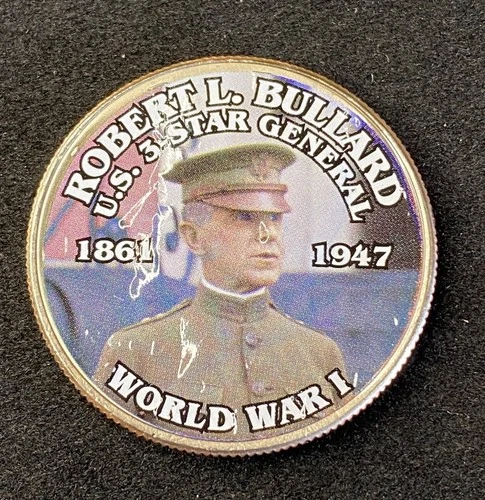 ROBERT L. BULLARD
U.S. 3 STAR GENERAL
1861
1947
WORLD WAR I